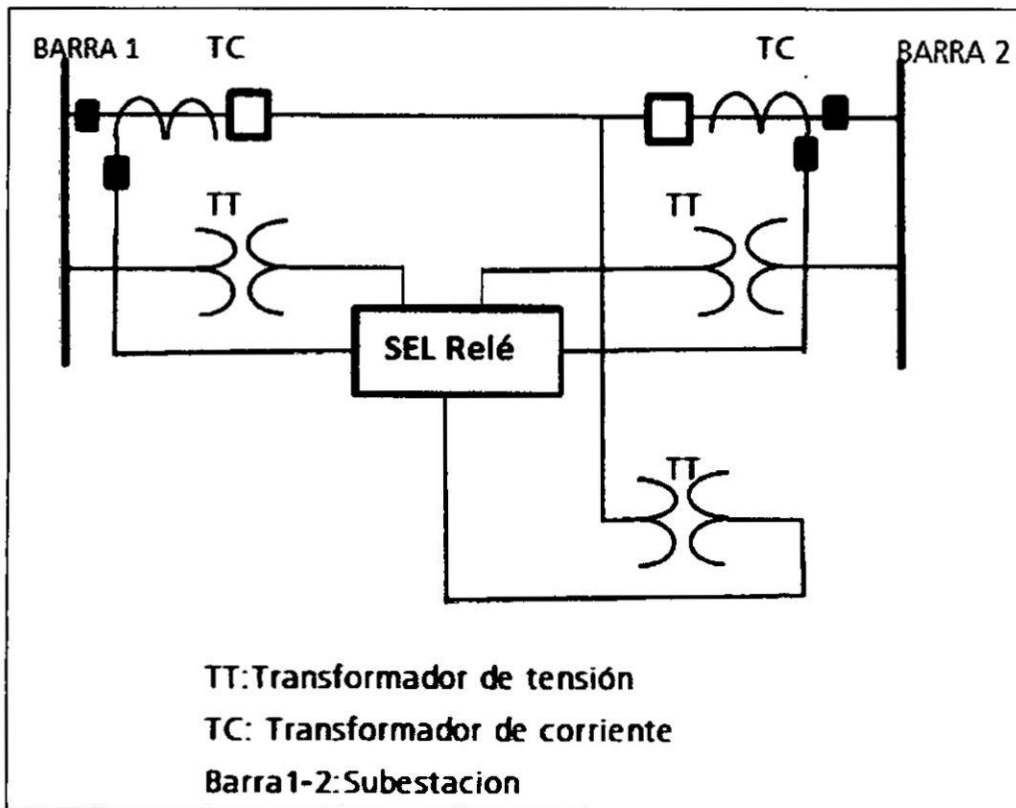 BARRA 1 TC TC BARRA 2
TT TT
SEL Relé
TT
TT:Transformador de tensión
TC: Transformador de corriente
Barra1-2:Subestacion